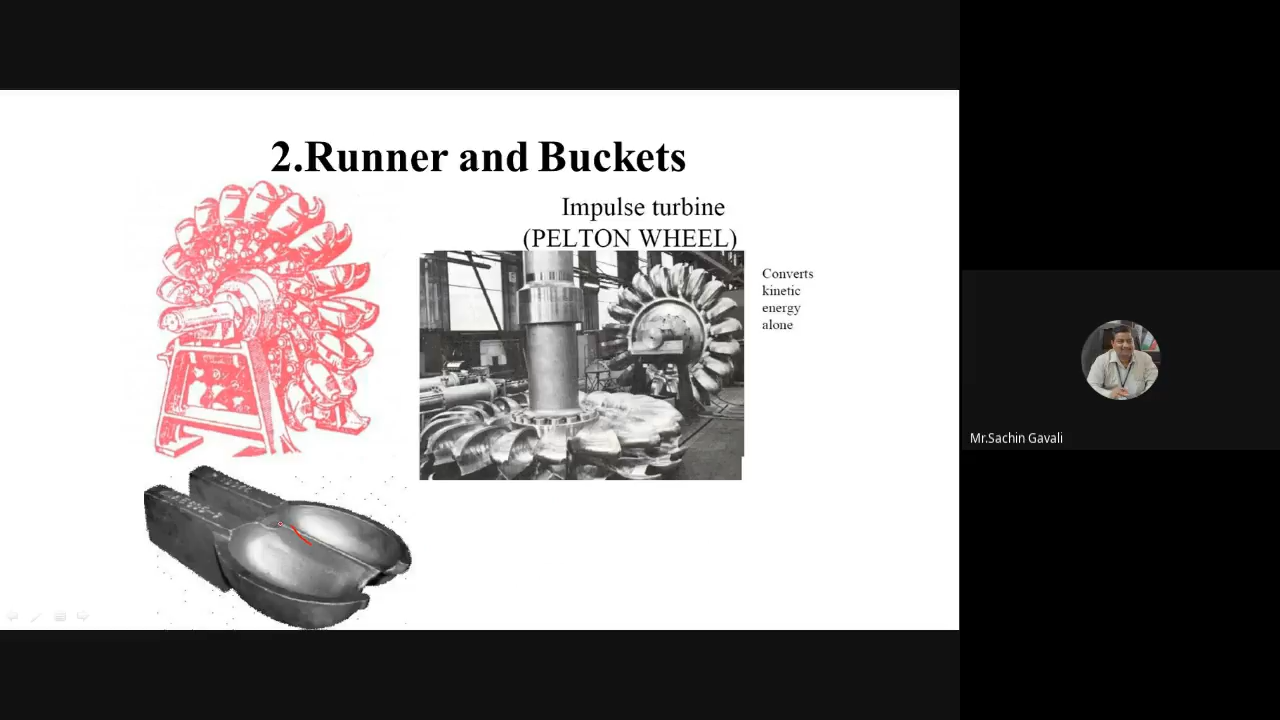 2.Runner and Buckets
Impulse turbine
(PELTON WHEEL)
Converts
kinetic
energy
alone
Mr.Sachin Gavali